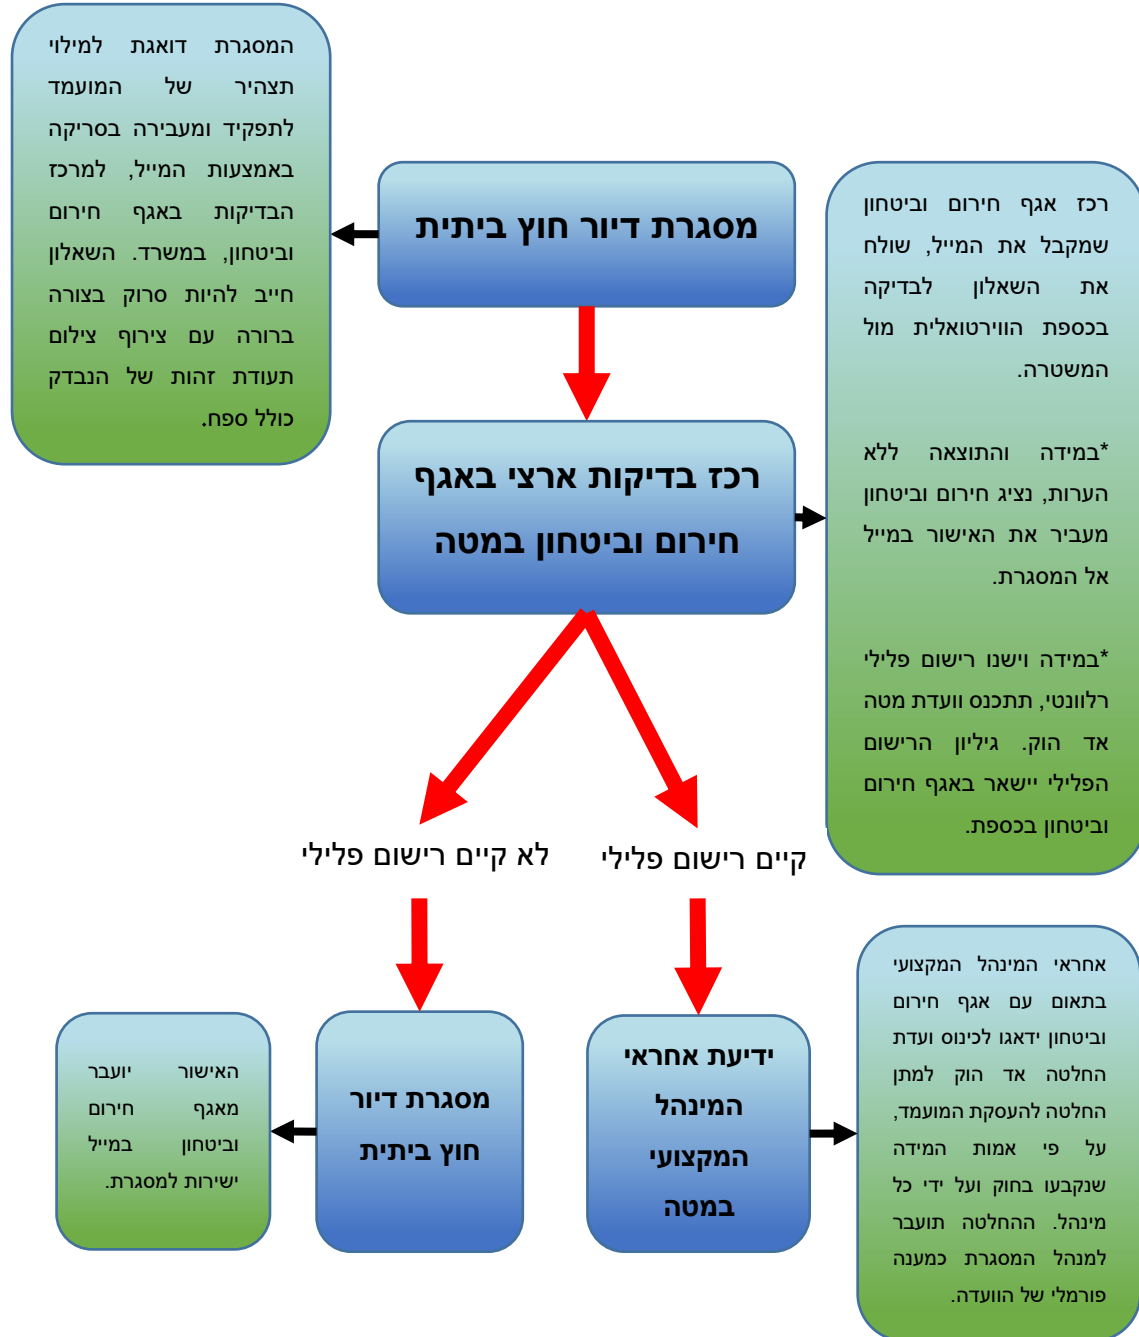 המסגרת דואגת למילוי
תצהיר של המועמד
לתפקיד ומעבירה בסריקה
באמצעות המייל, למרכז
הבדיקות באגף חירום
וביטחון, במשרד. השאלון
חייב להיות סרוק בצורה
ברורה עם צירוף צילום
תעודת זהות של הנבדק
כולל ספח.
מסגרת דיור חוץ ביתית
רכז אגף חירום וביטחון
שמקבל את המייל, שולח
את השאלון לבדיקה
בכספת הווירטואלית מול
המשטרה.
*במידה והתוצאה ללא
הערות, נציג חירום וביטחון
מעביר את האישור במייל
אל המסגרת.
*במידה וישנו רישום פלילי
רלוונטי, תתכנס וועדת מטה
אד הוק. גיליון הרישום
הפלילי יישאר באגף חירום
וביטחון בכספת.
רכז בדיקות ארצי באגף
חירום וביטחון במטה
קיים רישום פלילי
לא קיים רישום פלילי
אחראי המינהל המקצועי
בתאום עם אגף חירום
וביטחון ידאגו לכינוס ועדת
החלטה אד הוק למתן
החלטה להעסקת המועמד,
על פי אמות המידה
שנקבעו בחוק ועל ידי כל
מינהל. ההחלטה תועבר
למנהל המסגרת כמענה
פורמלי של הוועדה.
ידיעת אחראי
המינהל
המקצועי
במטה
מסגרת דיור
חוץ ביתית
האישור יועבר
מאגף חירום
וביטחון במייל
ישירות למסגרת.